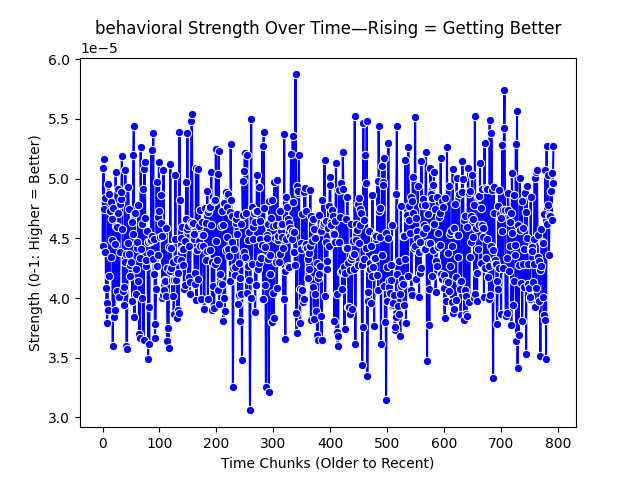 behavioral Strength Over Time—Rising = Getting Better
1e−5
6.0
5.5
5.0
4.5
4.0
3.5
3.0
Strength (0-1: Higher = Better)
0 100 200 300 400 500 600 700 800
Time Chunks (Older to Recent)